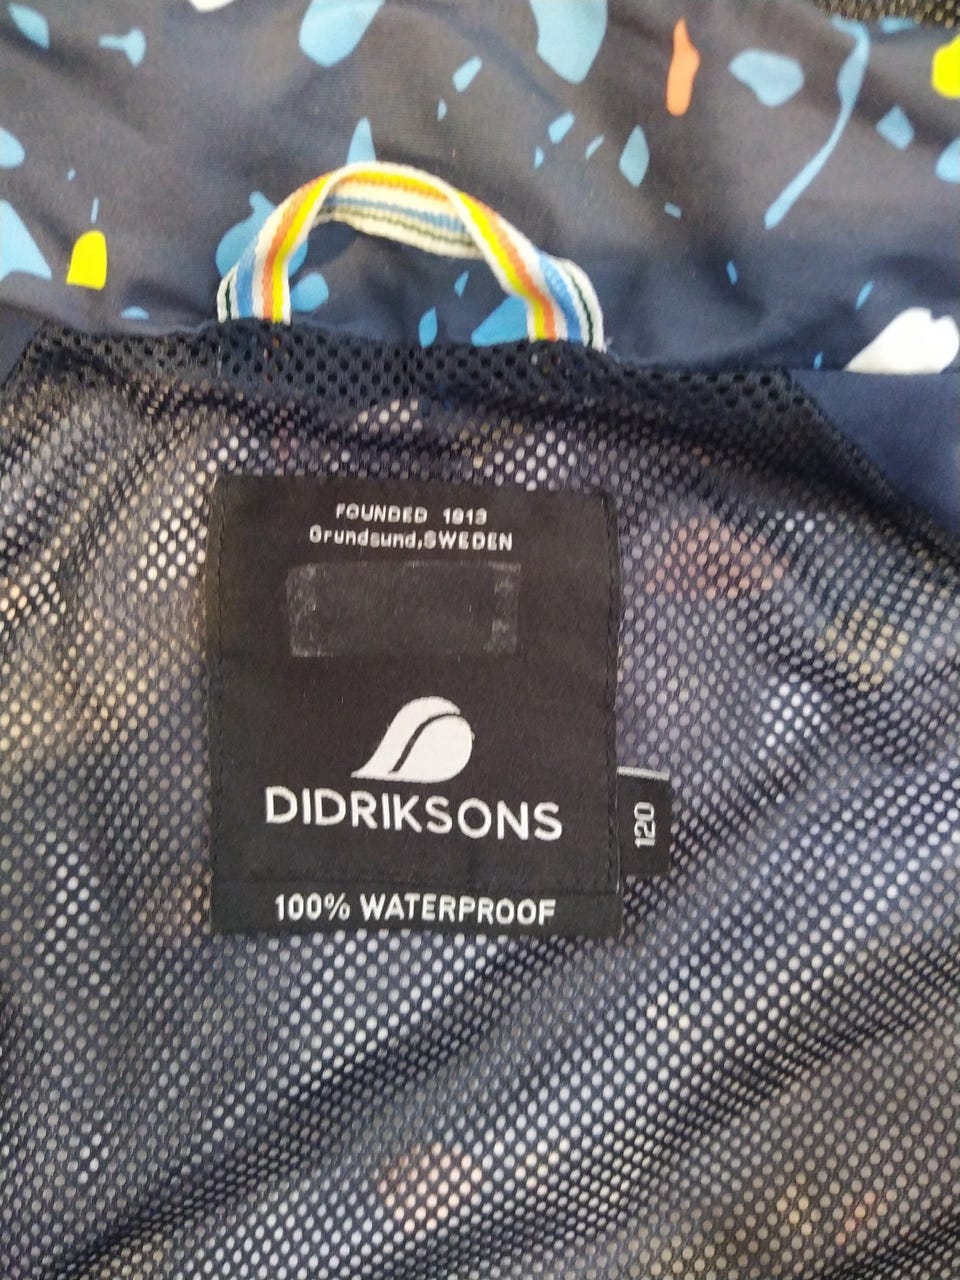 FOUNDED 1913
Grundsund,SWEDEN
DIDRIKSONS
120
100% WATERPROOF